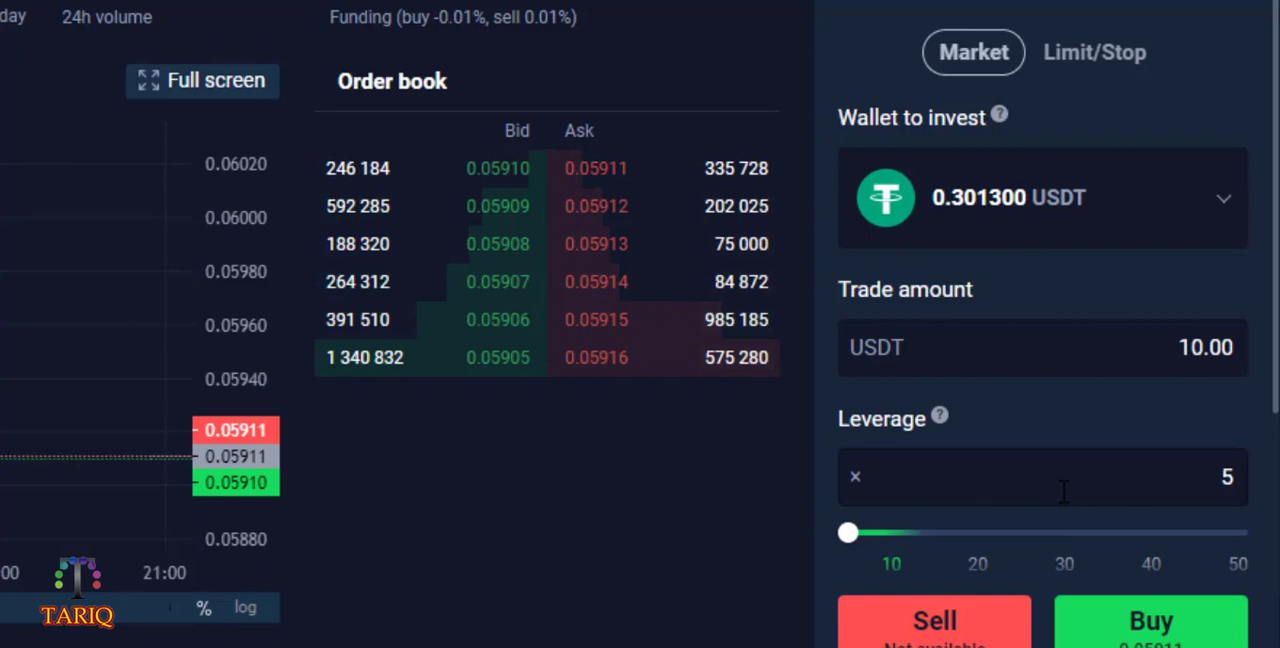 day 24h volume
Full screen
0.06020
0.06000
0.05980
0.05960
0.05940
0.05911
0.05911
0.05910
0.05880
00 21:00
% log
TARIQ
Funding (buy -0.01%, sell 0.01%)
Order book
Bid Ask
246 184 0.05910 0.05911 335 728
592 285 0.05909 0.05912 202 025
188 320 0.05908 0.05913 75 000
264 312 0.05907 0.05914 84 872
391 510 0.05906 0.05915 985 185
1 340 832 0.05905 0.05916 575 280
Market Limit/Stop
Wallet to invest ?
0.301300 USDT
Trade amount
USDT 10.00
Leverage ?
× 5
10 20 30 40 50
Sell Buy
Not available 0.05911